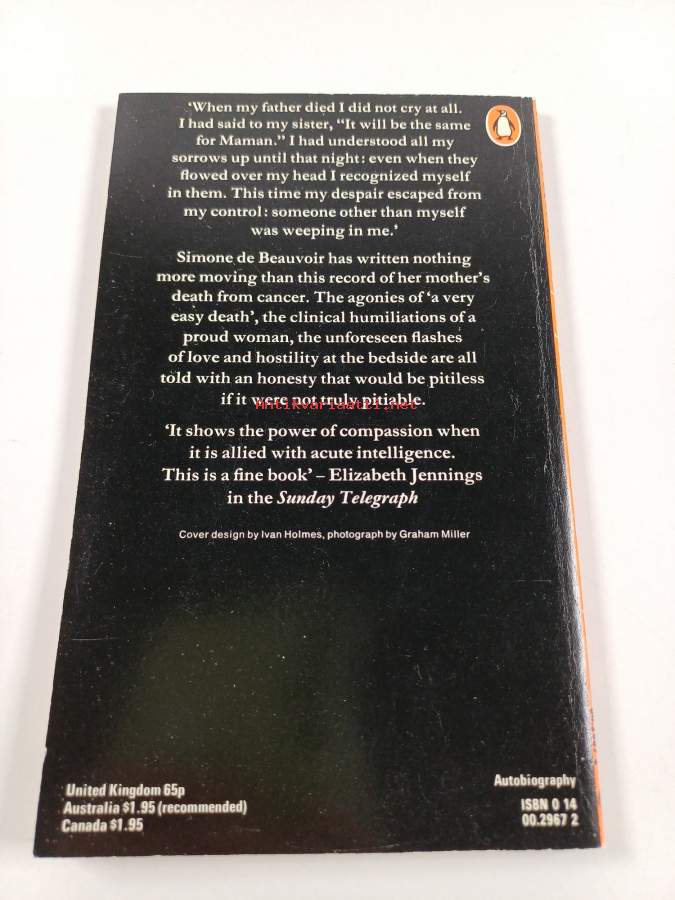 ‘When my father died I did not cry at all.
I had said to my sister, “It will be the same
for Maman.” I had understood all my
sorrows up until that night: even when they
flowed over my head I recognized myself
in them. This time my despair escaped from
my control: someone other than myself
was weeping in me.’
Simone de Beauvoir has written nothing
more moving than this record of her mother’s
death from cancer. The agonies of ‘a very
easy death’, the clinical humiliations of a
proud woman, the unforeseen flashes
of love and hostility at the bedside are all
told with an honesty that would be pitiless
if it were not truly pitiable.
Antikvariaatti.net
‘It shows the power of compassion when
it is allied with acute intelligence.
This is a fine book’ – Elizabeth Jennings
in the Sunday Telegraph
Cover design by Ivan Holmes, photograph by Graham Miller
United Kingdom 65p
Australia $1.95 (recommended)
Canada $1.95
Autobiography
ISBN 0 14
00.2967 2